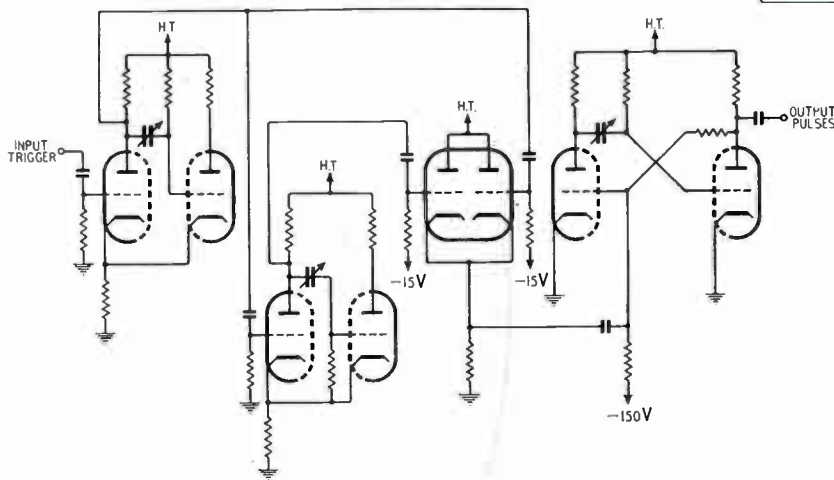 H.T
H.T.
H.T.
INPUT
TRIGGER
OUTPUT
PULSES
H.T
-15V
-15V
-150V